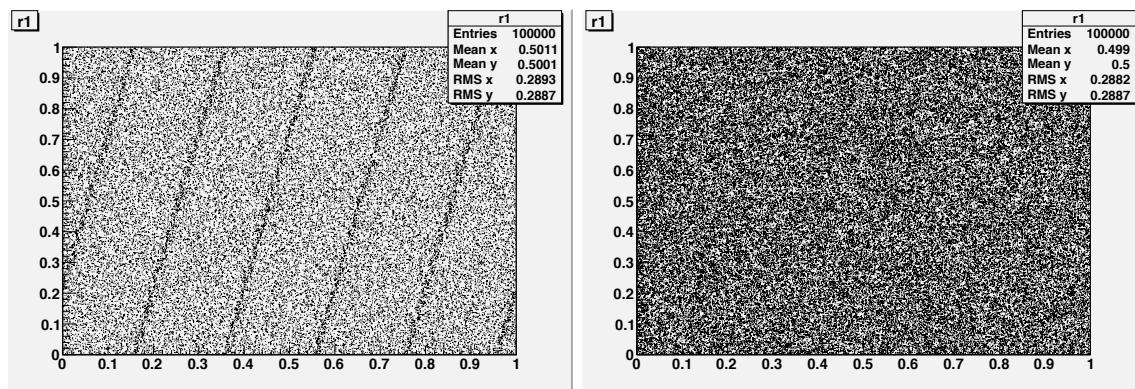 r1
r1
Entries 100000
Mean x 0.5011
Mean y 0.5001
RMS x 0.2893
RMS y 0.2887
1
0.9
0.8
0.7
0.6
0.5
0.4
0.3
0.2
0.1
0
0 0.1 0.2 0.3 0.4 0.5 0.6 0.7 0.8 0.9 1
r1
r1
Entries 100000
Mean x 0.499
Mean y 0.5
RMS x 0.2882
RMS y 0.2887
1
0.9
0.8
0.7
0.6
0.5
0.4
0.3
0.2
0.1
0
0 0.1 0.2 0.3 0.4 0.5 0.6 0.7 0.8 0.9 1